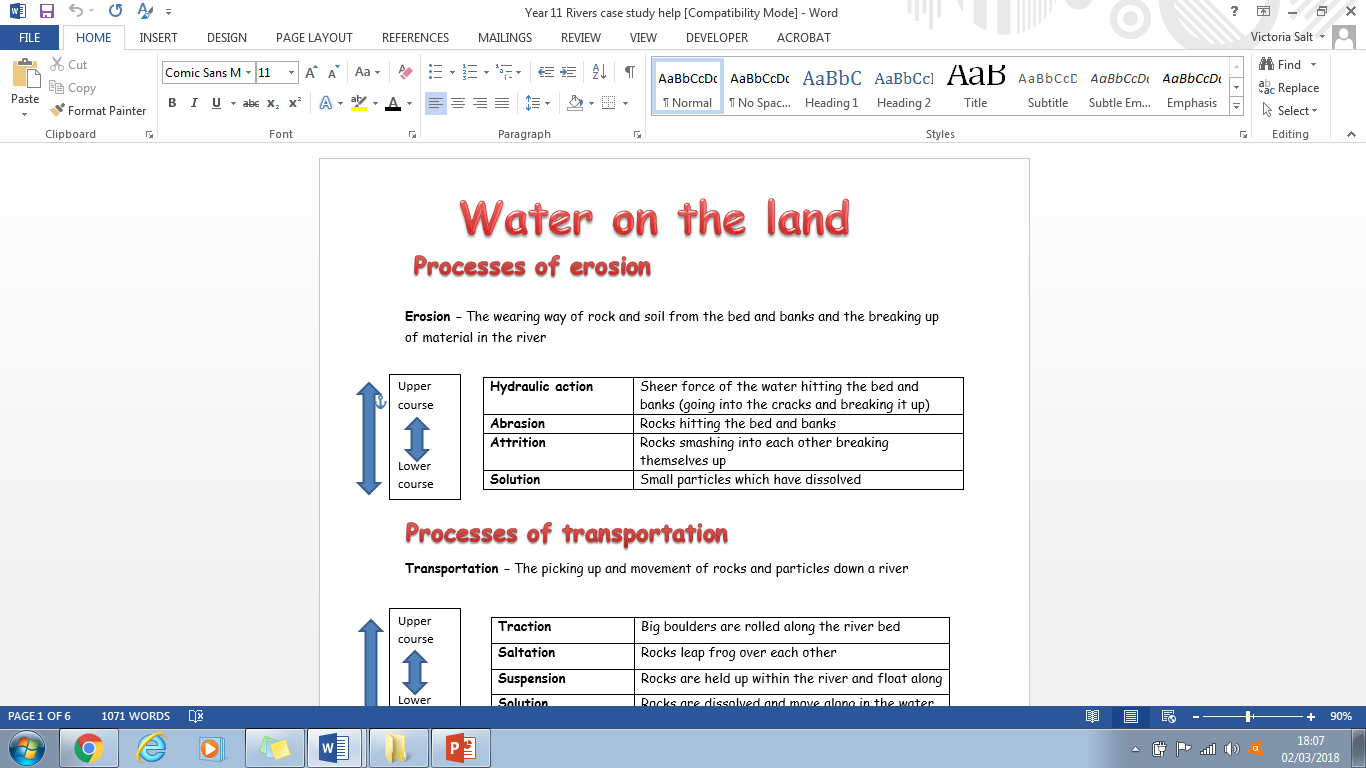 Year 11 Rivers case study help [Compatibility Mode] - Word
FILE HOME INSERT DESIGN PAGE LAYOUT REFERENCES MAILINGS REVIEW VIEW DEVELOPER ACROBAT Victoria Salt
Paste
Cut
Copy
Format Painter
Clipboard
Comic Sans M 11
Font
Paragraph
AaBbCcDc AaBbCcDc AaBbC AaBbCcI AaB AaBbCcD AaBbCcDc AaBbCcDc
¶ Normal ¶ No Spac... Heading 1 Heading 2 Title Subtitle Subtle Em... Emphasis
Styles
Find
Replace
Select
Editing
Water on the land
Processes of erosion
Erosion – The wearing way of rock and soil from the bed and banks and the breaking up
of material in the river
Upper
course
Lower
course
Hydraulic action Sheer force of the water hitting the bed and
banks (going into the cracks and breaking it up)
Abrasion Rocks hitting the bed and banks
Attrition Rocks smashing into each other breaking
themselves up
Solution Small particles which have dissolved
Processes of transportation
Transportation – The picking up and movement of rocks and particles down a river
Upper
course
Lower
Traction Big boulders are rolled along the river bed
Saltation Rocks leap frog over each other
Suspension Rocks are held up within the river and float along
Solution Rocks are dissolved and move along in the water
PAGE 1 OF 6 1071 WORDS 90%
18:07
02/03/2018